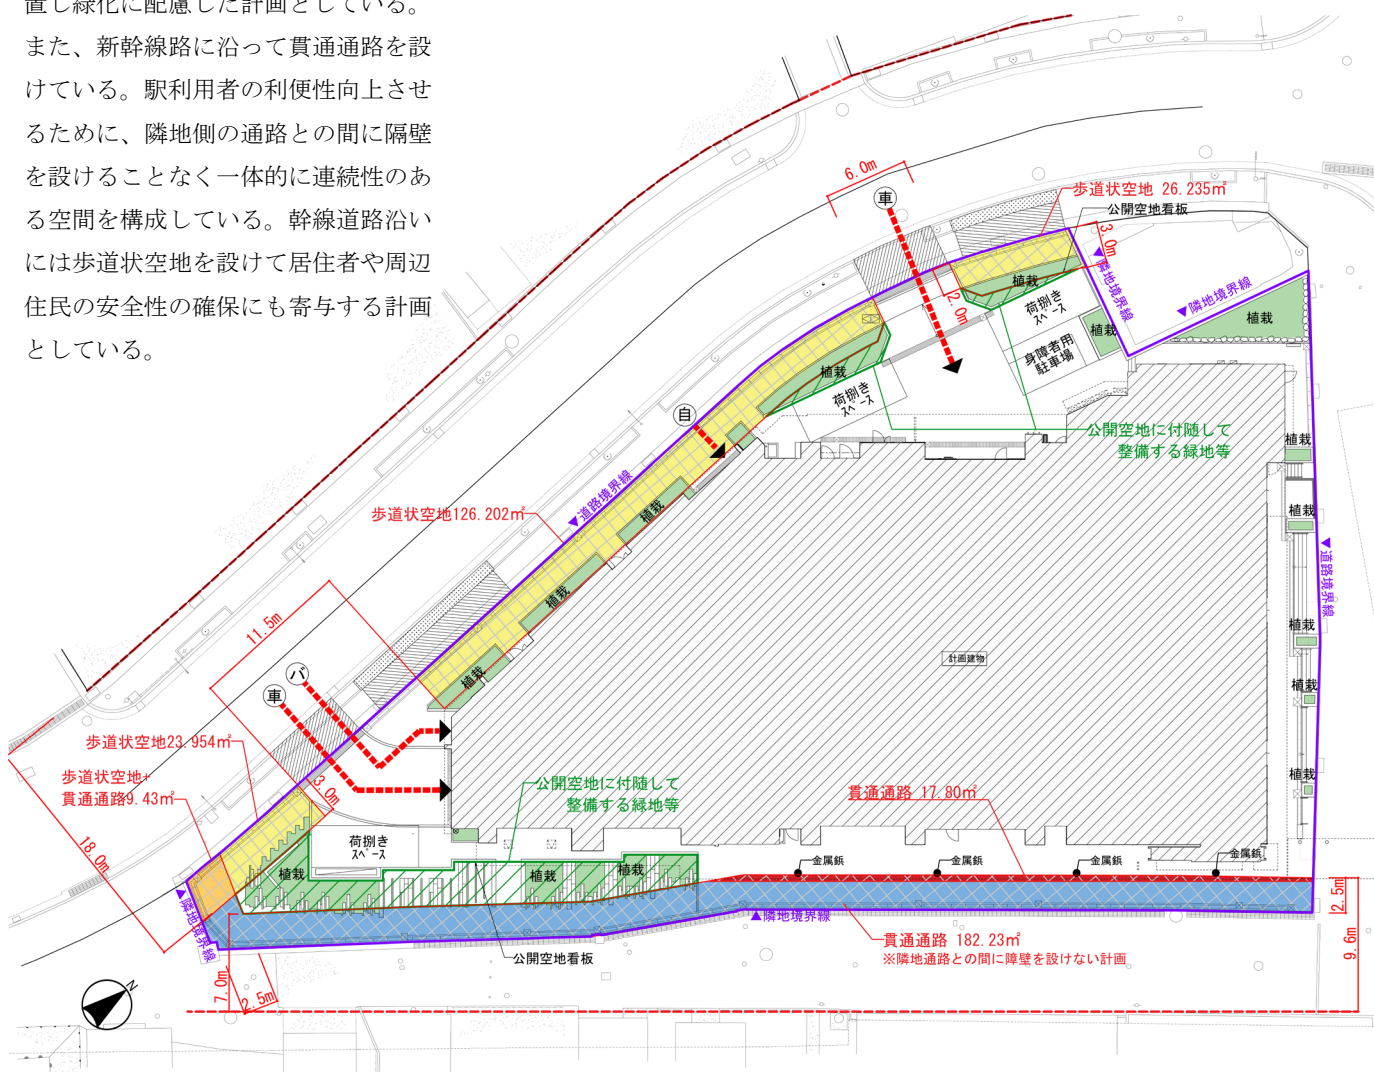 置し緑化に配慮した計画としている。
また、新幹線路に沿って貫通通路を設
けている。駅利用者の利便性向上させ
るために、隣地側の通路との間に隔壁
を設けることなく一体的に連続性のあ
る空間を構成している。幹線道路沿い
には歩道状空地を設けて居住者や周辺
住民の安全性の確保にも寄与する計画
としている。
6.0m
車
歩道状空地 26.235㎡
公開空地看板
3.0m
▼隣地境界線
▼隣地境界線
植栽
2.0m
荷捌き
スペース
植栽
植栽
身障者用
駐車場
植栽
荷捌き
スペース
自
公開空地に付随して
整備する緑地等
植栽
▼道路境界線
歩道状空地126.202㎡
植栽
植栽
▼道路境界線
植栽
11.5m
植栽
計画建物
バ
車
植栽
植栽
歩道状空地23.954㎡
歩道状空地+
貫通通路9.43㎡
3.0m
公開空地に付随して
整備する緑地等
植栽
貫通通路 17.80㎡
18.0m
荷捌き
スペース
金属鋲
金属鋲
金属鋲
金属鋲
植栽
植栽
植栽
▼隣地境界線
▲隣地境界線
2.5m
貫通通路 182.23㎡
※隣地通路との間に障壁を設けない計画
9.6m
公開空地看板
7.0m
2.5m
N